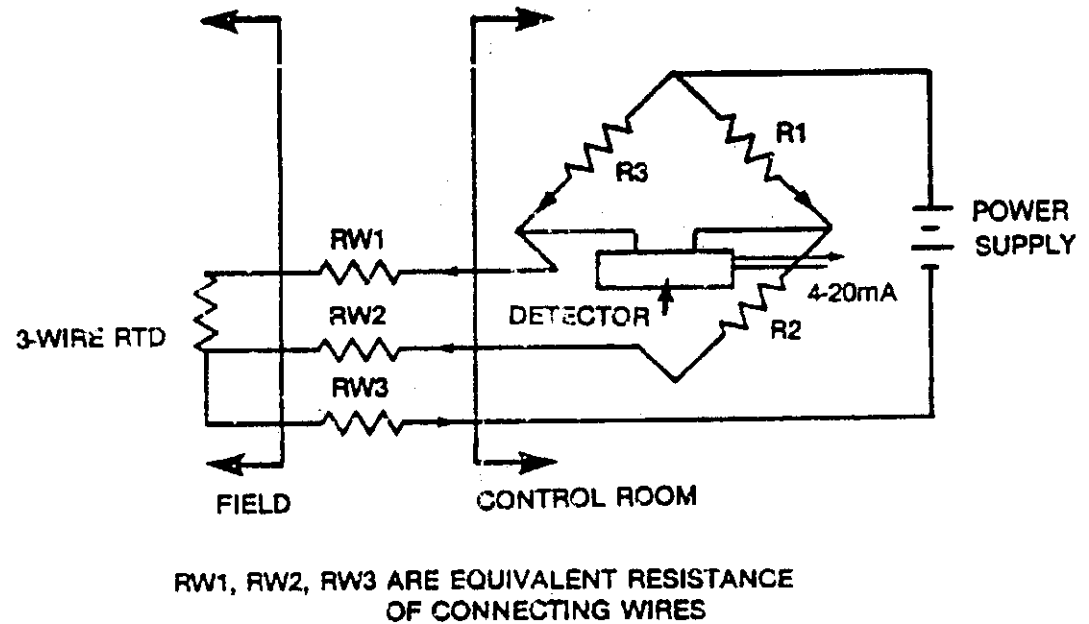 R1
R3
POWER
SUPPLY
RW1
4-20mA
DETECTOR
RW2
R2
3-WIRE RTD
RW3
FIELD
CONTROL ROOM
RW1, RW2, RW3 ARE EQUIVALENT RESISTANCE
OF CONNECTING WIRES